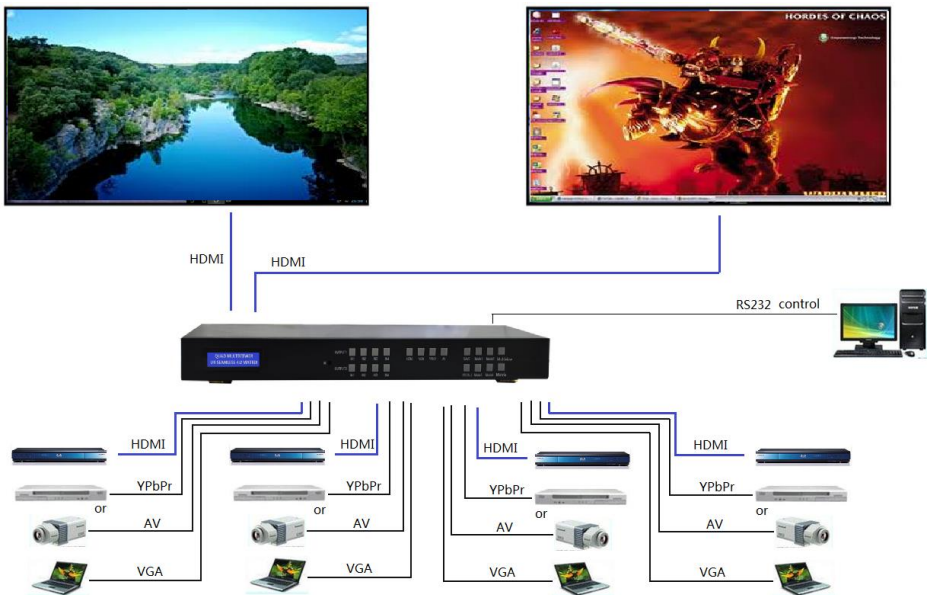 HORDES OF CHAOS
HDMI
HDMI
RS232 control
HDMI
HDMI
HDMI
HDMI
YPbPr
YPbPr
YPbPr
YPbPr
or
or
or
or
AV
AV
AV
AV
VGA
VGA
VGA
VGA